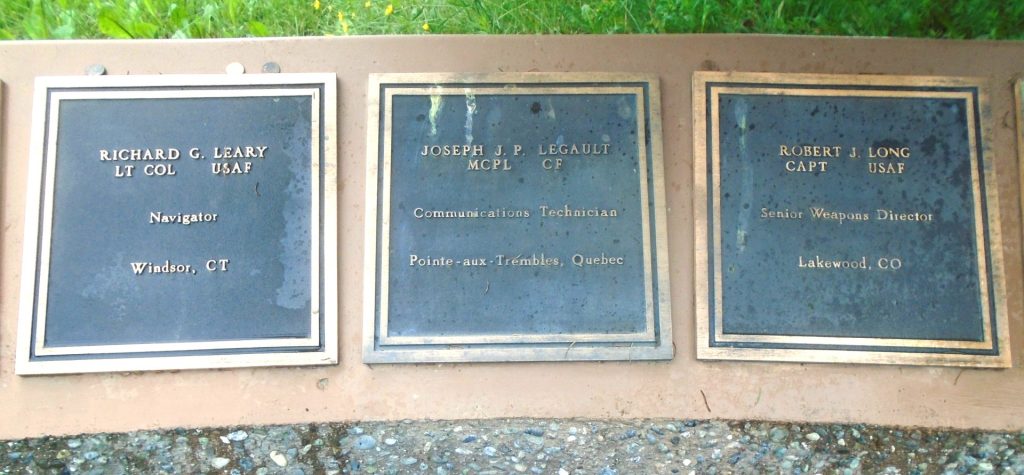 RICHARD G. LEARY
LT COL USAF
Navigator
Windsor, CT
JOSEPH J. P. LEGAULT
MCPL CF
Communications Technician
Pointe-aux-Trembles, Quebec
ROBERT J. LONG
CAPT USAF
Senior Weapons Director
Lakewood, CO